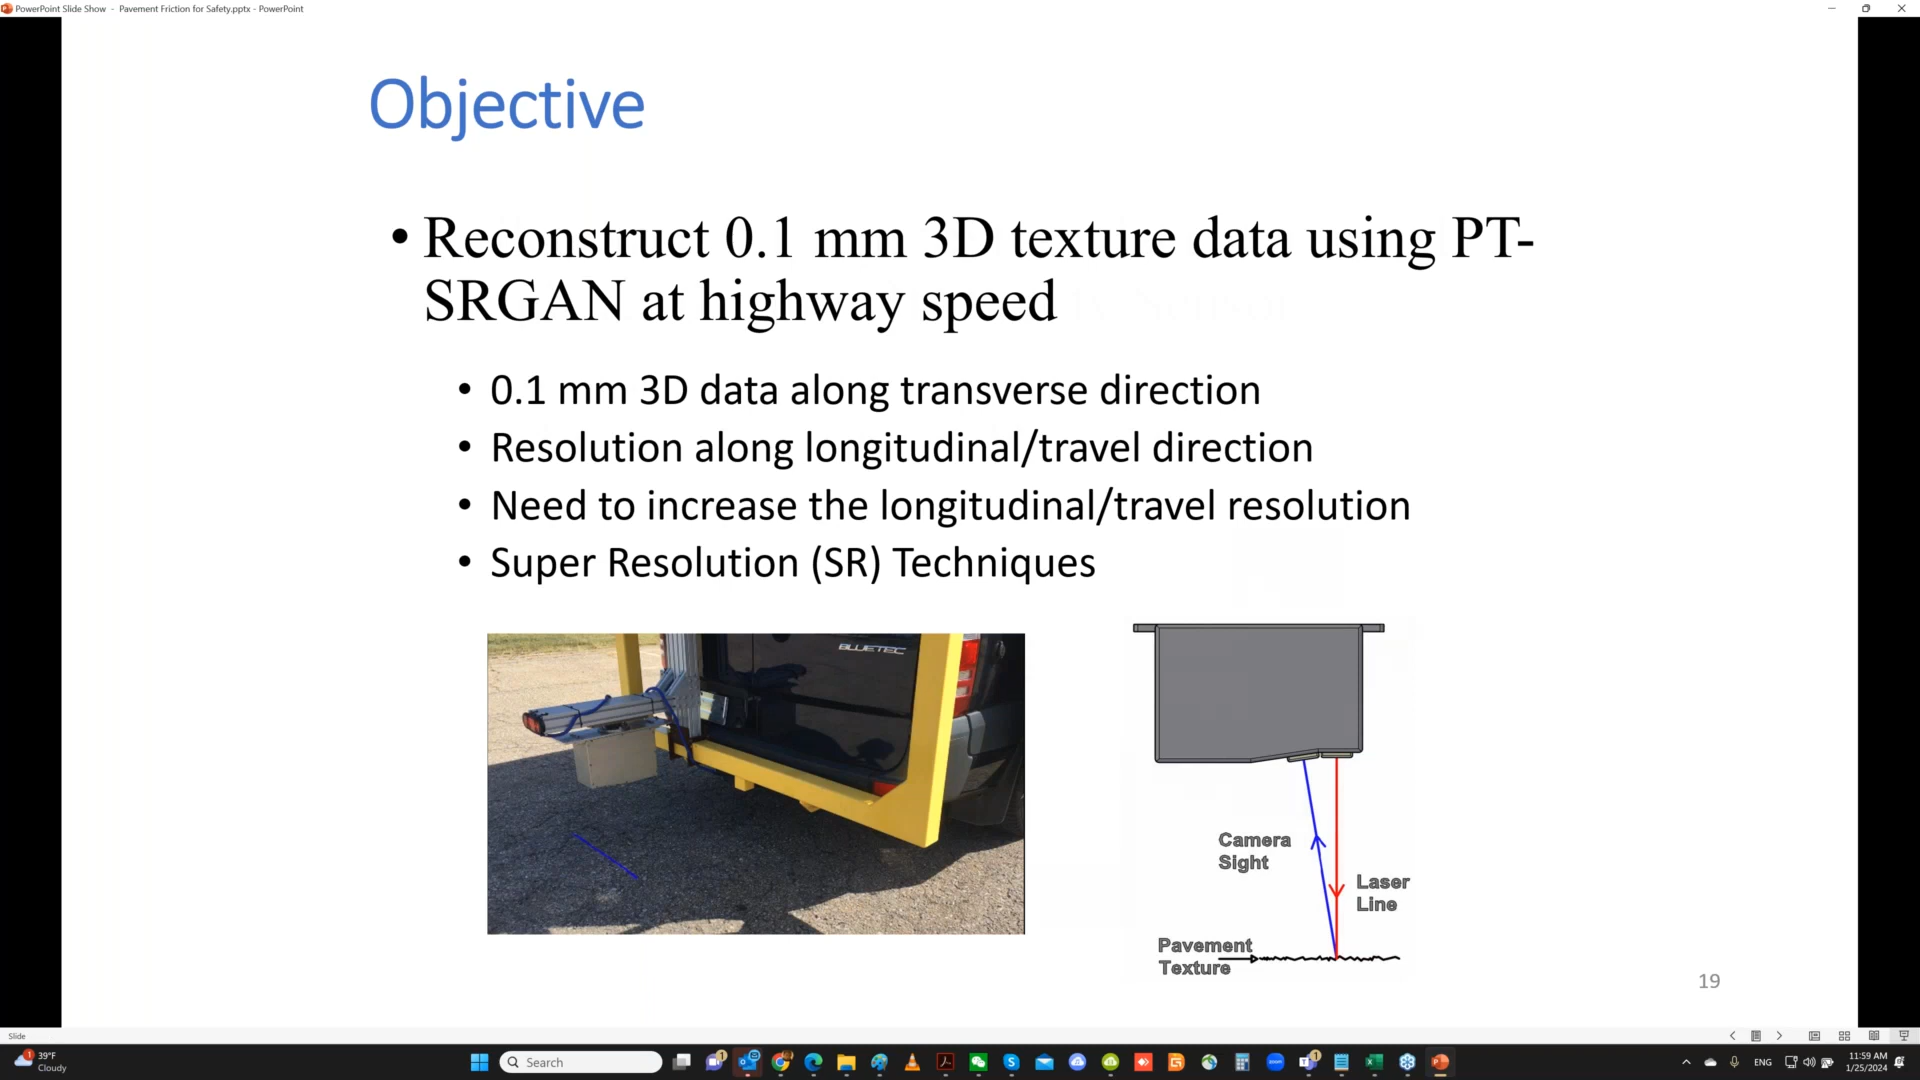 PowerPoint Slide Show - Pavement Friction for Safety.pptx - PowerPoint
Objective
• Reconstruct 0.1 mm 3D texture data using PT-
SRGAN at highway speed
• 0.1 mm 3D data along transverse direction
• Resolution along longitudinal/travel direction
• Need to increase the longitudinal/travel resolution
• Super Resolution (SR) Techniques
BLUETEC
Camera
Sight
Laser
Line
Pavement
Texture
19
Slide
39°F
Cloudy
Search
ENG
11:59 AM
1/25/2024